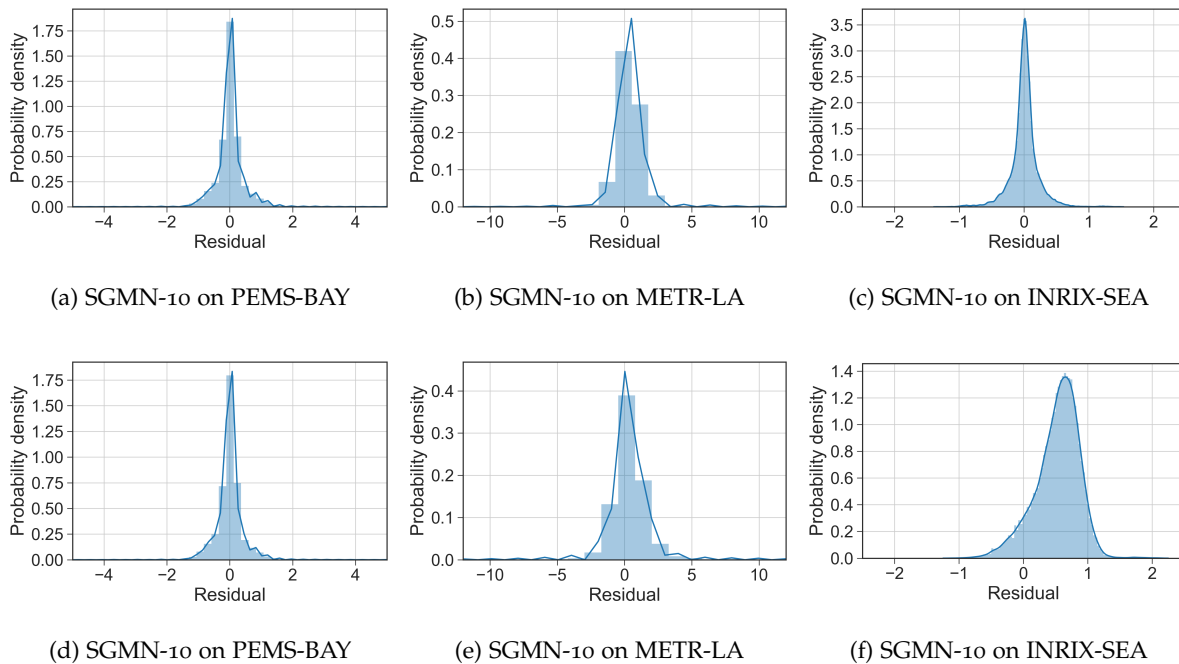 1.75
1.50
1.25
1.00
0.75
0.50
0.25
0.00
Probability density
−4 −2 0 2 4
Residual
(a) SGMN-10 on PEMS-BAY
0.5
0.4
0.3
0.2
0.1
0.0
Probability density
−10 −5 0 5 10
Residual
(b) SGMN-10 on METR-LA
3.5
3.0
2.5
2.0
1.5
1.0
0.5
0.0
Probability density
−2 −1 0 1 2
Residual
(c) SGMN-10 on INRIX-SEA
1.75
1.50
1.25
1.00
0.75
0.50
0.25
0.00
Probability density
−4 −2 0 2 4
Residual
(d) SGMN-10 on PEMS-BAY
0.4
0.3
0.2
0.1
0.0
Probability density
−10 −5 0 5 10
Residual
(e) SGMN-10 on METR-LA
1.4
1.2
1.0
0.8
0.6
0.4
0.2
0.0
Probability density
−2 −1 0 1 2
Residual
(f) SGMN-10 on INRIX-SEA